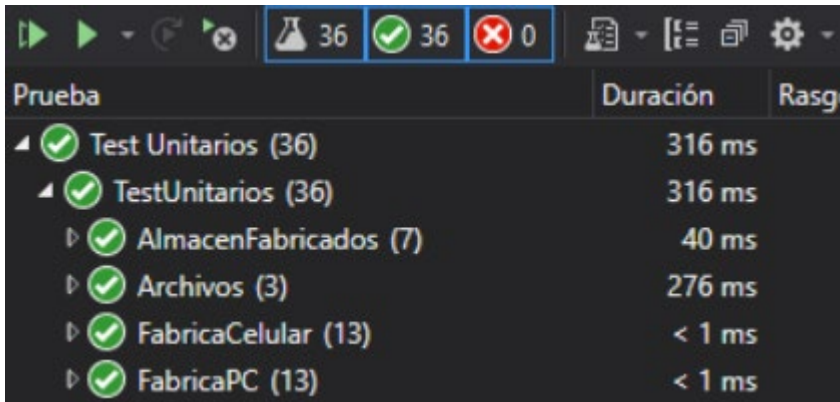 36 36 0
Prueba Duración Rasg
Test Unitarios (36) 316 ms
TestUnitarios (36) 316 ms
AlmacenFabricados (7) 40 ms
Archivos (3) 276 ms
FabricaCelular (13) < 1 ms
FabricaPC (13) < 1 ms